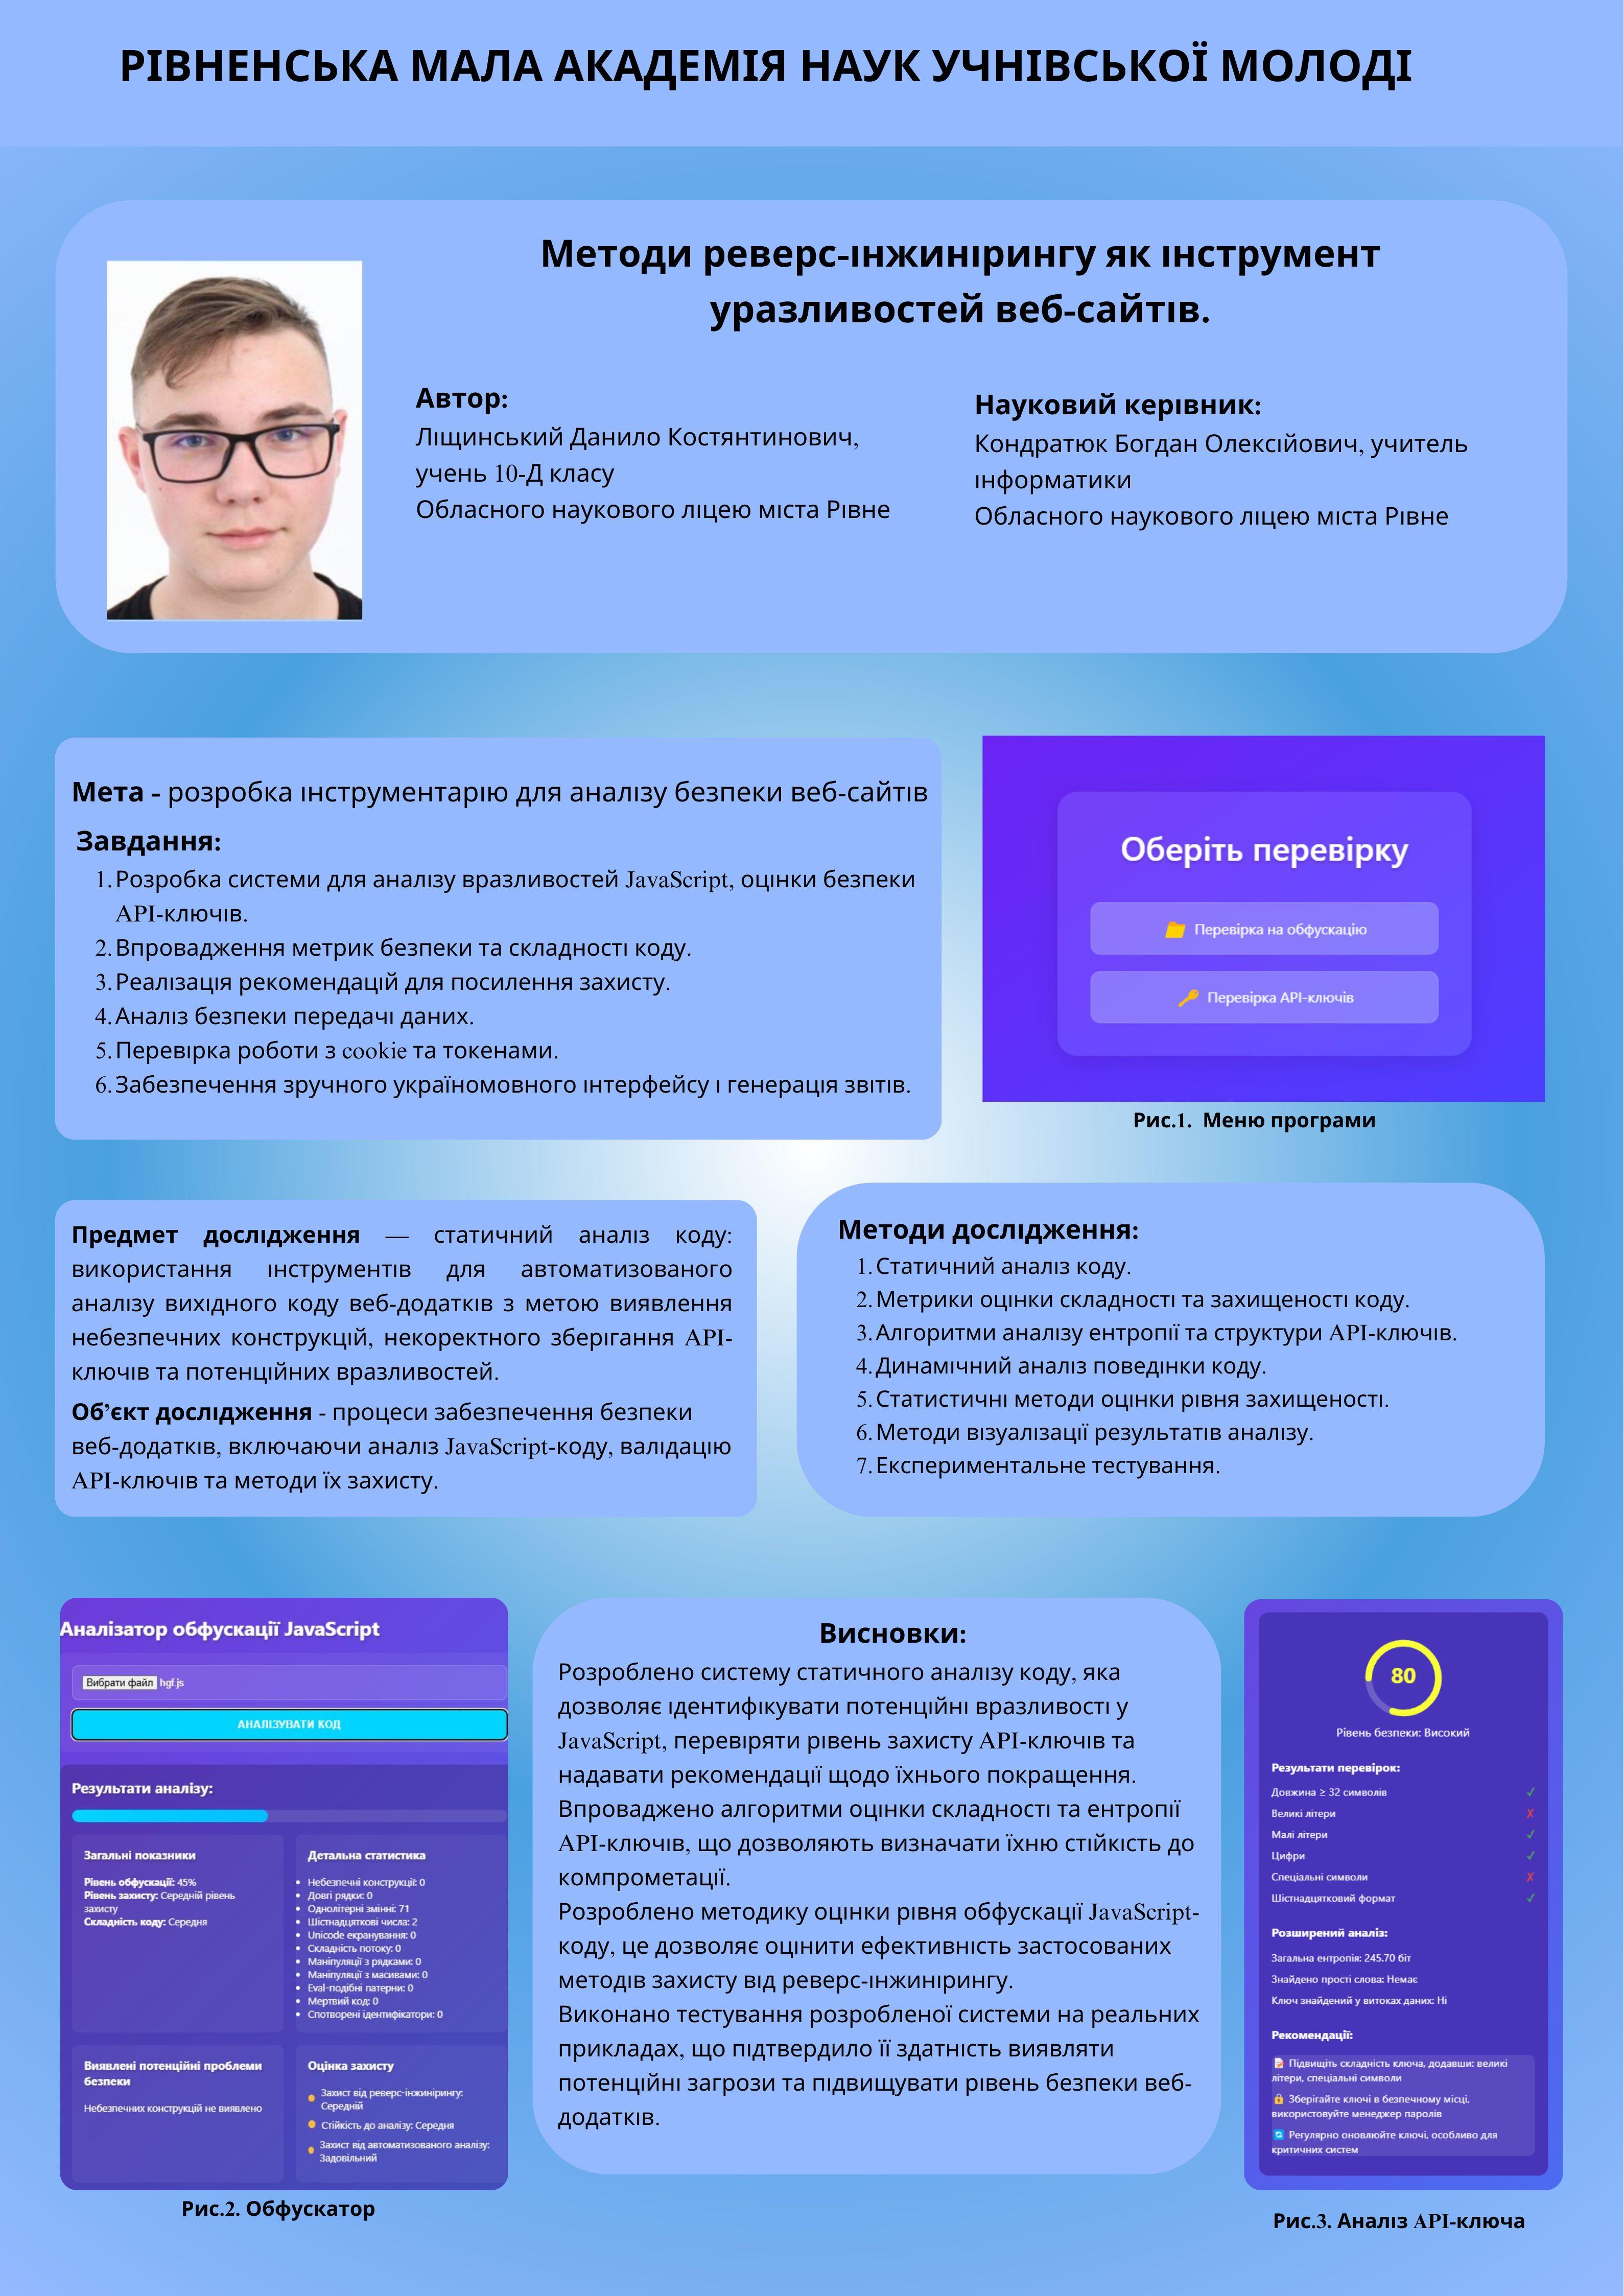 РІВНЕНСЬКА МАЛА АКАДЕМІЯ НАУК УЧНІВСЬКОЇ МОЛОДІ
Методи реверс-інжинірингу як інструмент
уразливостей веб-сайтів.
Автор:
Ліщинський Данило Костянтинович,
учень 10-Д класу
Обласного наукового ліцею міста Рівне
Науковий керівник:
Кондратюк Богдан Олексійович, учитель
інформатики
Обласного наукового ліцею міста Рівне
Мета - розробка інструментарію для аналізу безпеки веб-сайтів
Завдання:
1. Розробка системи для аналізу вразливостей JavaScript, оцінки безпеки
API-ключів.
2. Впровадження метрик безпеки та складності коду.
3. Реалізація рекомендацій для посилення захисту.
4. Аналіз безпеки передачі даних.
5. Перевірка роботи з cookie та токенами.
6. Забезпечення зручного україномовного інтерфейсу і генерація звітів.
Оберіть перевірку
📁 Перевірка на обфускацію
🔑 Перевірка API-ключів
Рис.1. Меню програми
Предмет дослідження — статичний аналіз коду:
використання інструментів для автоматизованого
аналізу вихідного коду веб-додатків з метою виявлення
небезпечних конструкцій, некоректного зберігання API-
ключів та потенційних вразливостей.
Об’єкт дослідження - процеси забезпечення безпеки
веб-додатків, включаючи аналіз JavaScript-коду, валідацію
API-ключів та методи їх захисту.
Методи дослідження:
1. Статичний аналіз коду.
2. Метрики оцінки складності та захищеності коду.
3. Алгоритми аналізу ентропії та структури API-ключів.
4. Динамічний аналіз поведінки коду.
5. Статистичні методи оцінки рівня захищеності.
6. Методи візуалізації результатів аналізу.
7. Експериментальне тестування.
Аналізатор обфускації JavaScript
Вибрати файл hgf.js
АНАЛІЗУВАТИ КОД
Результати аналізу:
Загальні показники
Рівень обфускації: 45%
Рівень захисту: Середній рівень
захисту
Складність коду: Середня
Детальна статистика
• Небезпечні конструкції: 0
• Довгі рядки: 0
• Однолітерні змінні: 71
• Шістнадцяткові числа: 2
• Unicode екранування: 0
• Складність потоку: 0
• Маніпуляції з рядками: 0
• Маніпуляції з масивами: 0
• Eval-подібні патерни: 0
• Мертвий код: 0
• Спотворені ідентифікатори: 0
Виявлені потенційні проблеми
безпеки
Небезпечних конструкцій не виявлено
Оцінка захисту
Захист від реверс-інжинірингу:
Середній
Стійкість до аналізу: Середня
Захист від автоматизованого аналізу:
Задовільний
Рис.2. Обфускатор
Висновки:
Розроблено систему статичного аналізу коду, яка
дозволяє ідентифікувати потенційні вразливості у
JavaScript, перевіряти рівень захисту API-ключів та
надавати рекомендації щодо їхнього покращення.
Впроваджено алгоритми оцінки складності та ентропії
API-ключів, що дозволяють визначати їхню стійкість до
компрометації.
Розроблено методику оцінки рівня обфускації JavaScript-
коду, це дозволяє оцінити ефективність застосованих
методів захисту від реверс-інжинірингу.
Виконано тестування розробленої системи на реальних
прикладах, що підтвердило її здатність виявляти
потенційні загрози та підвищувати рівень безпеки веб-
додатків.
80
Рівень безпеки: Високий
Результати перевірок:
Довжина ≥ 32 символів ✓
Великі літери ✗
Малі літери ✓
Цифри ✓
Спеціальні символи ✗
Шістнадцятковий формат ✓
Розширений аналіз:
Загальна ентропія: 245.70 біт
Знайдено прості слова: Немає
Ключ знайдений у витоках даних: Ні
Рекомендації:
📝 Підвищіть складність ключа, додавши: великі
літери, спеціальні символи
🔒 Зберігайте ключі в безпечному місці,
використовуйте менеджер паролів
🔄 Регулярно оновлюйте ключі, особливо для
критичних систем
Рис.3. Аналіз API-ключа